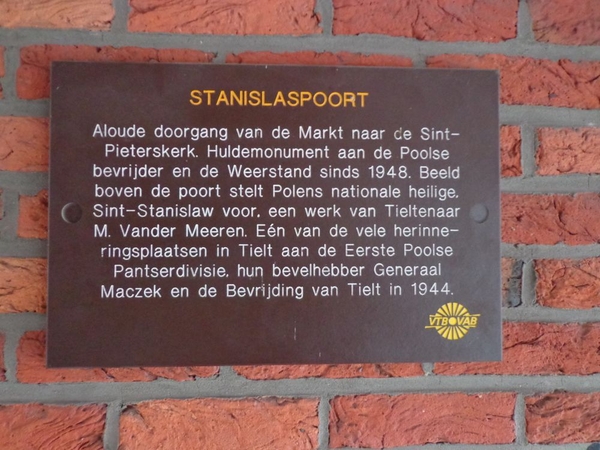 STANISLASPOORT
Aloude doorgang van de Markt naar de Sint-
Pieterskerk. Huldemonument aan de Poolse
bevrijder en de Weerstand sinds 1948. Beeld
boven de poort stelt Polens nationale heilige,
Sint-Stanislaw voor, een werk van Tieltenaar
M. Vander Meeren. Eén van de vele herinne-
ringsplaatsen in Tielt aan de Eerste Poolse
Pantserdivisie, hun bevelhebber Generaal
Maczek en de Bevrijding van Tielt in 1944.
VTB VAB